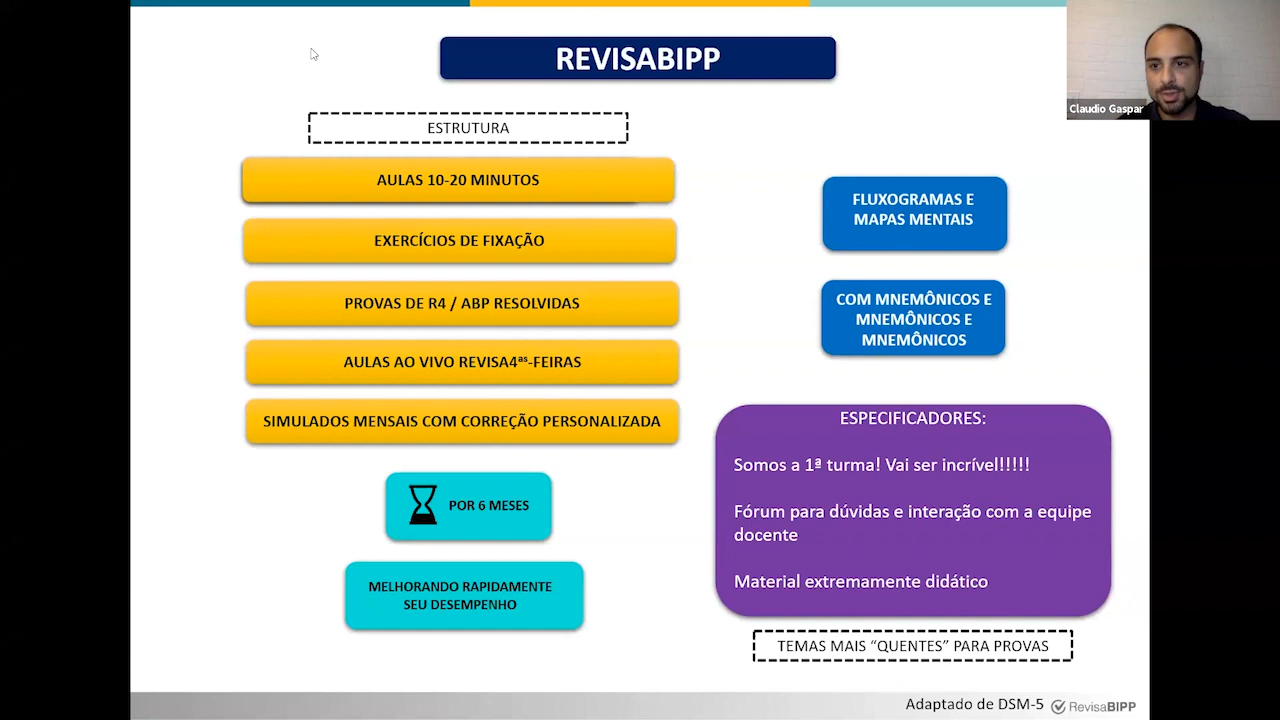 REVISABIPP
Claudio Gaspar
ESTRUTURA
AULAS 10-20 MINUTOS
EXERCÍCIOS DE FIXAÇÃO
PROVAS DE R4 / ABP RESOLVIDAS
AULAS AO VIVO REVISA4ªˢ-FEIRAS
SIMULADOS MENSAIS COM CORREÇÃO PERSONALIZADA
POR 6 MESES
MELHORANDO RAPIDAMENTE
SEU DESEMPENHO
FLUXOGRAMAS E
MAPAS MENTAIS
COM MNEMÔNICOS E
MNEMÔNICOS E
MNEMÔNICOS
ESPECIFICADORES:
Somos a 1ª turma! Vai ser incrível!!!!!
Fórum para dúvidas e interação com a equipe
docente
Material extremamente didático
TEMAS MAIS “QUENTES” PARA PROVAS
Adaptado de DSM-5
RevisaBIPP